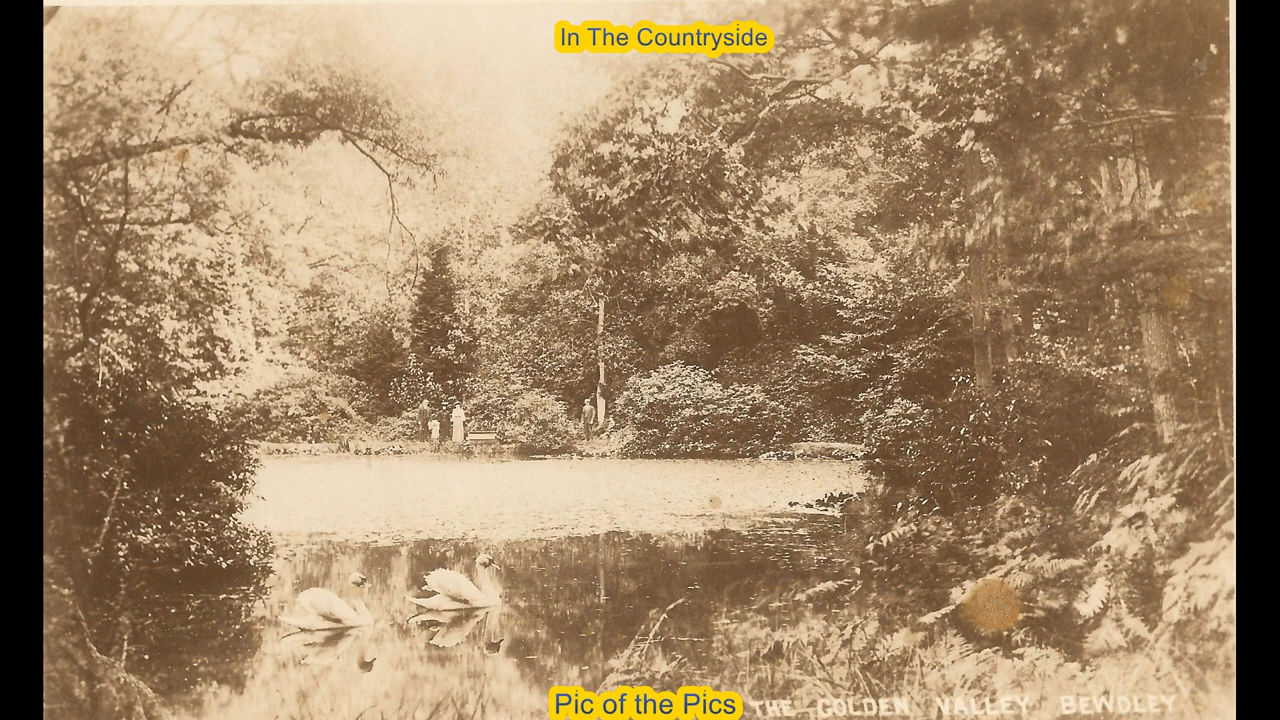 In The Countryside
Pic of the Pics
THE GOLDEN VALLEY BEWDLEY